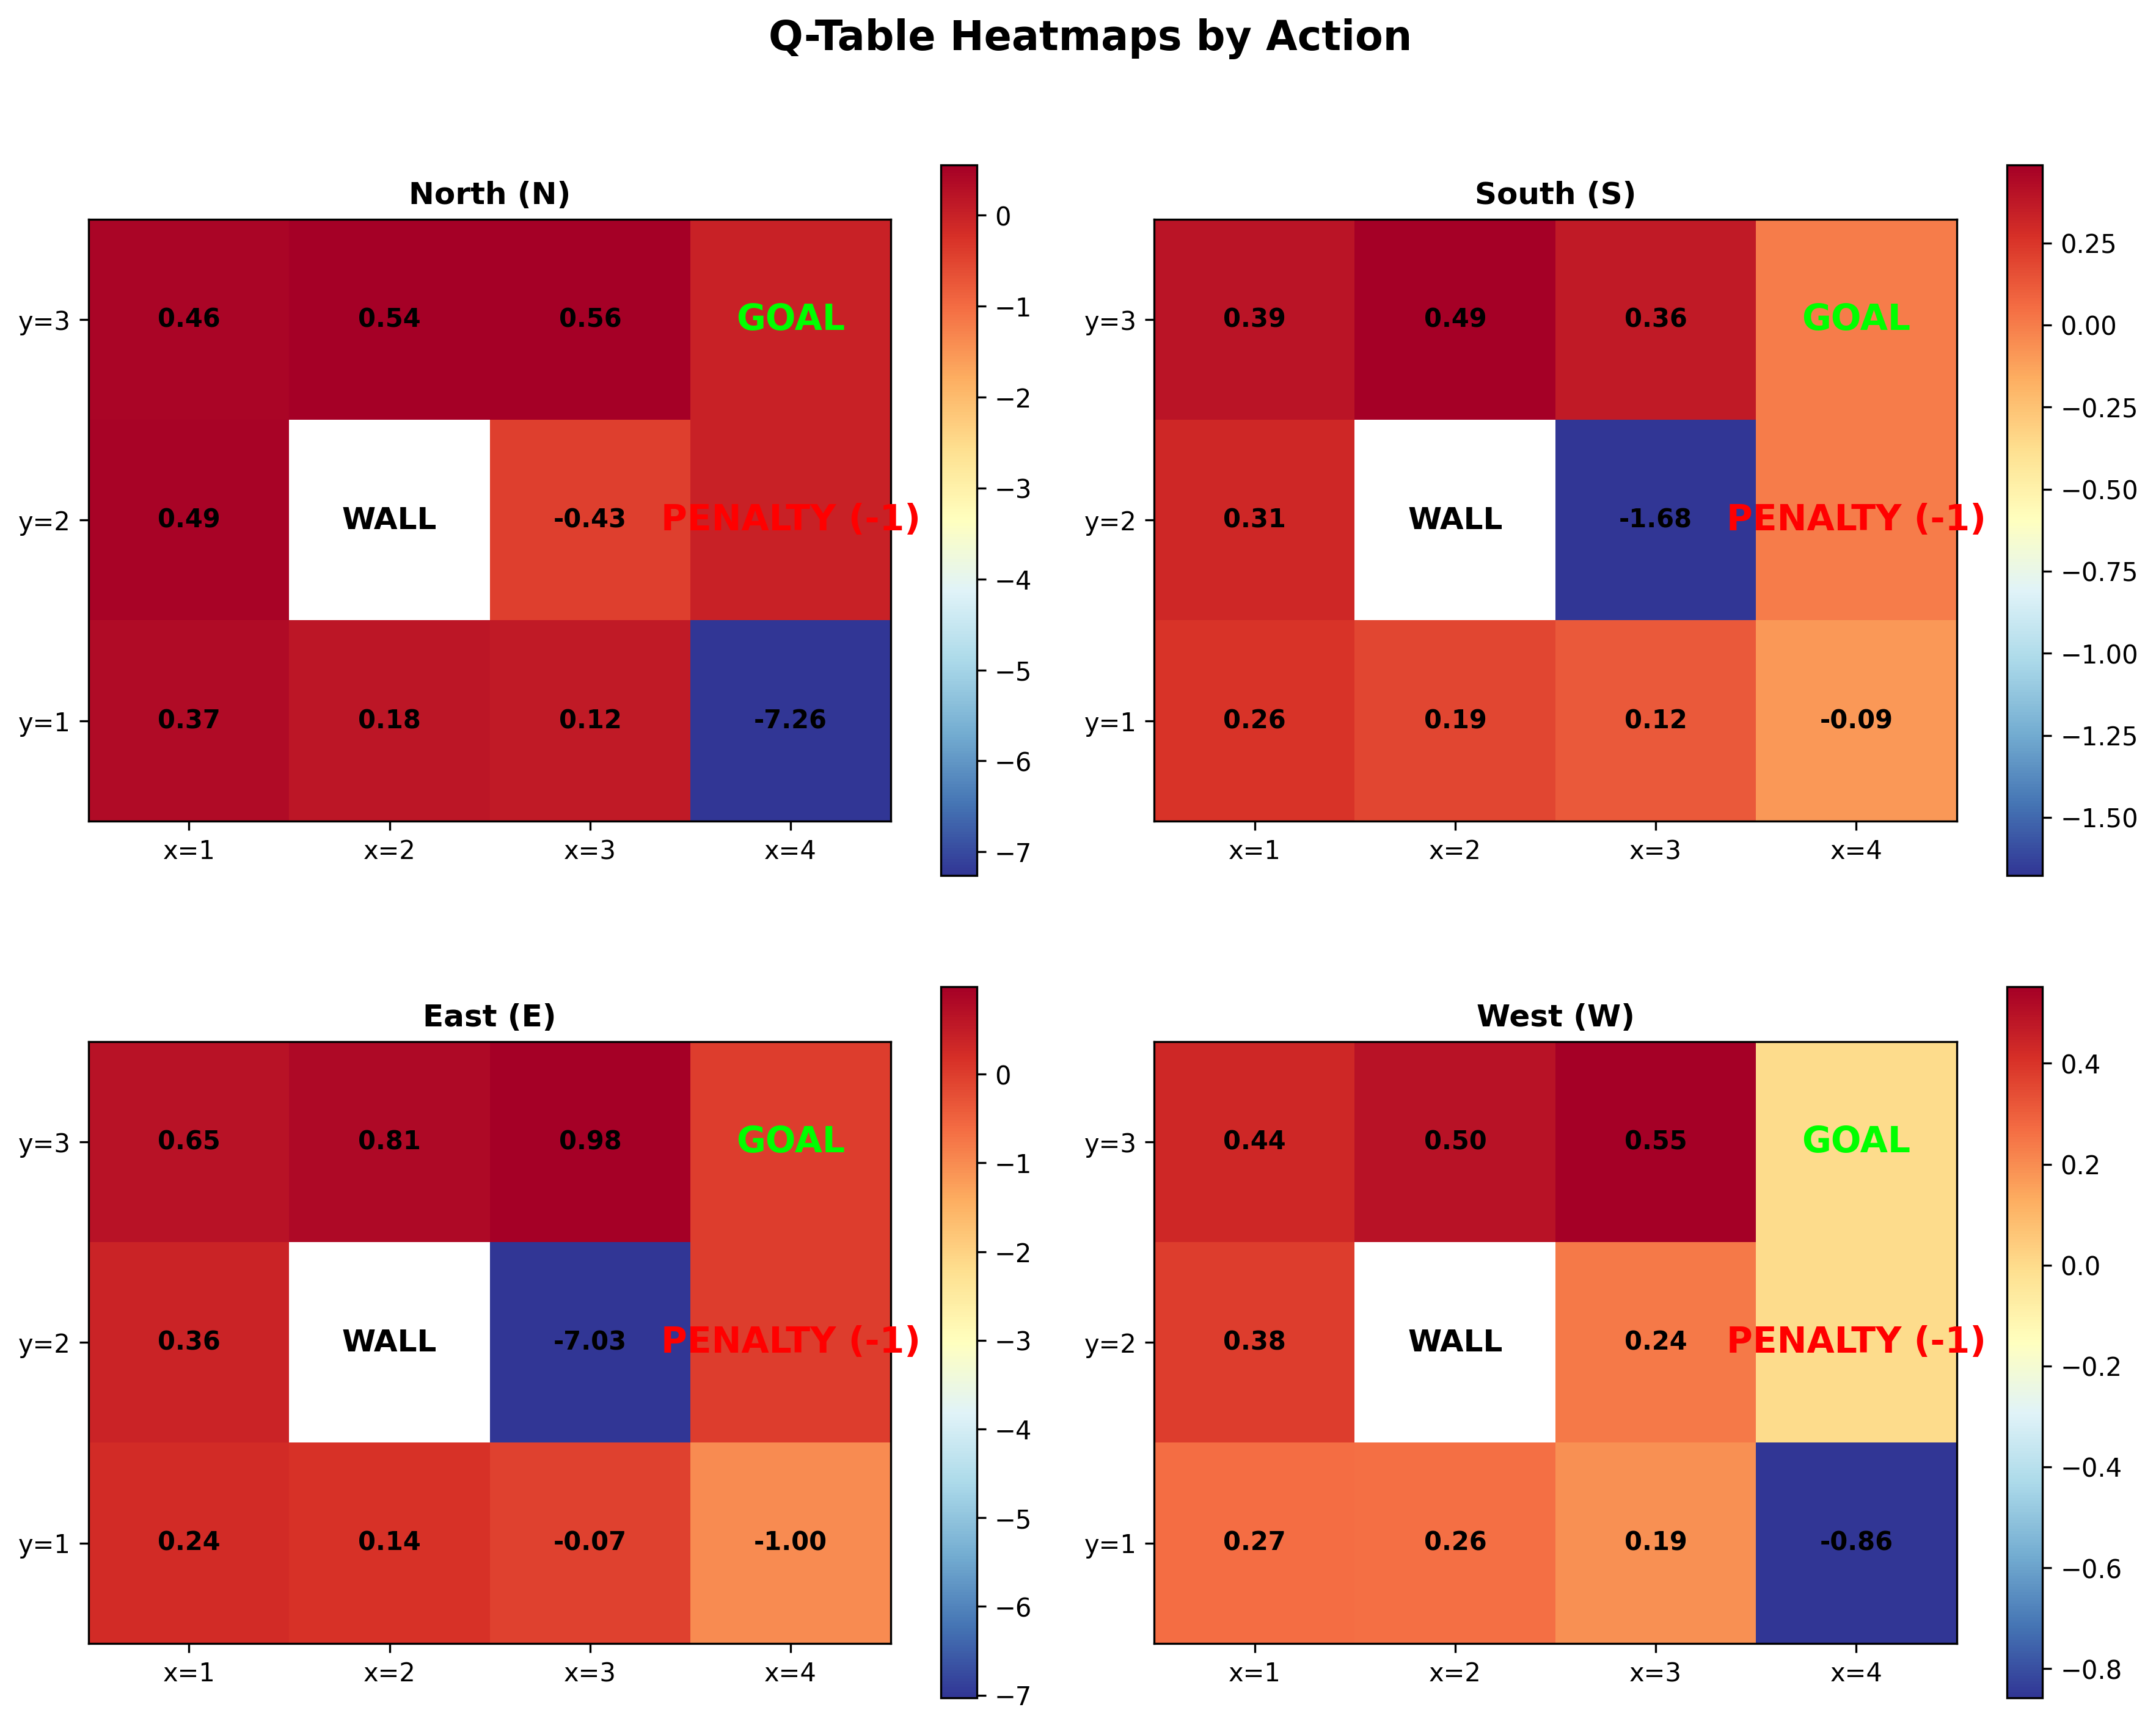 Q-Table Heatmaps by Action
North (N)
y=3
0.46
0.54
0.56
GOAL
y=2
0.49
WALL
-0.43
PENALTY (-1)
y=1
0.37
0.18
0.12
-7.26
x=1
x=2
x=3
x=4
0
−1
−2
−3
−4
−5
−6
−7
South (S)
y=3
0.39
0.49
0.36
GOAL
y=2
0.31
WALL
-1.68
PENALTY (-1)
y=1
0.26
0.19
0.12
-0.09
x=1
x=2
x=3
x=4
0.25
0.00
−0.25
−0.50
−0.75
−1.00
−1.25
−1.50
East (E)
y=3
0.65
0.81
0.98
GOAL
y=2
0.36
WALL
-7.03
PENALTY (-1)
y=1
0.24
0.14
-0.07
-1.00
x=1
x=2
x=3
x=4
0
−1
−2
−3
−4
−5
−6
−7
West (W)
y=3
0.44
0.50
0.55
GOAL
y=2
0.38
WALL
0.24
PENALTY (-1)
y=1
0.27
0.26
0.19
-0.86
x=1
x=2
x=3
x=4
0.4
0.2
0.0
−0.2
−0.4
−0.6
−0.8